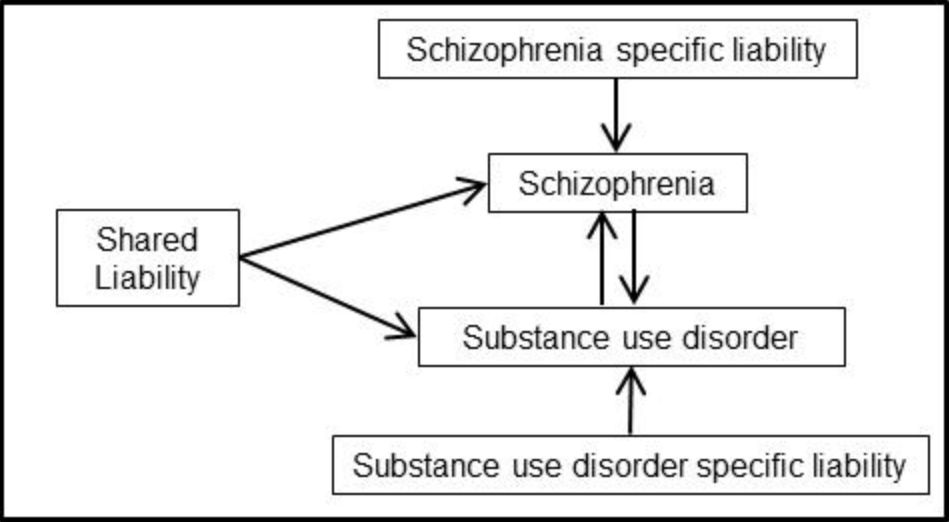 Schizophrenia specific liability
Schizophrenia
Shared
Liability
Substance use disorder
Substance use disorder specific liability